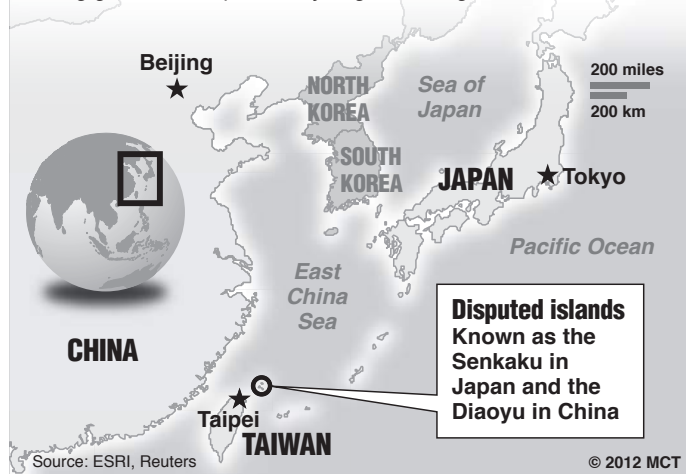 Beijing
NORTH
KOREA
Sea of
Japan
200 miles
200 km
SOUTH
KOREA
JAPAN
Tokyo
Pacific Ocean
East
China
Sea
CHINA
Disputed islands
Known as the
Senkaku in
Japan and the
Diaoyu in China
Taipei
TAIWAN
Source: ESRI, Reuters
© 2012 MCT